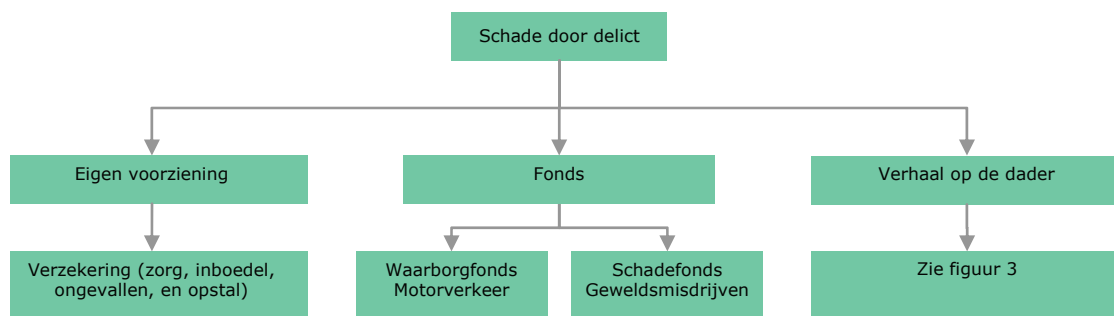 Schade door delict
Eigen voorziening
Fonds
Verhaal op de dader
Verzekering (zorg, inboedel,
ongevallen, en opstal)
Waarborgfonds
Motorverkeer
Schadefonds
Geweldsmisdrijven
Zie figuur 3